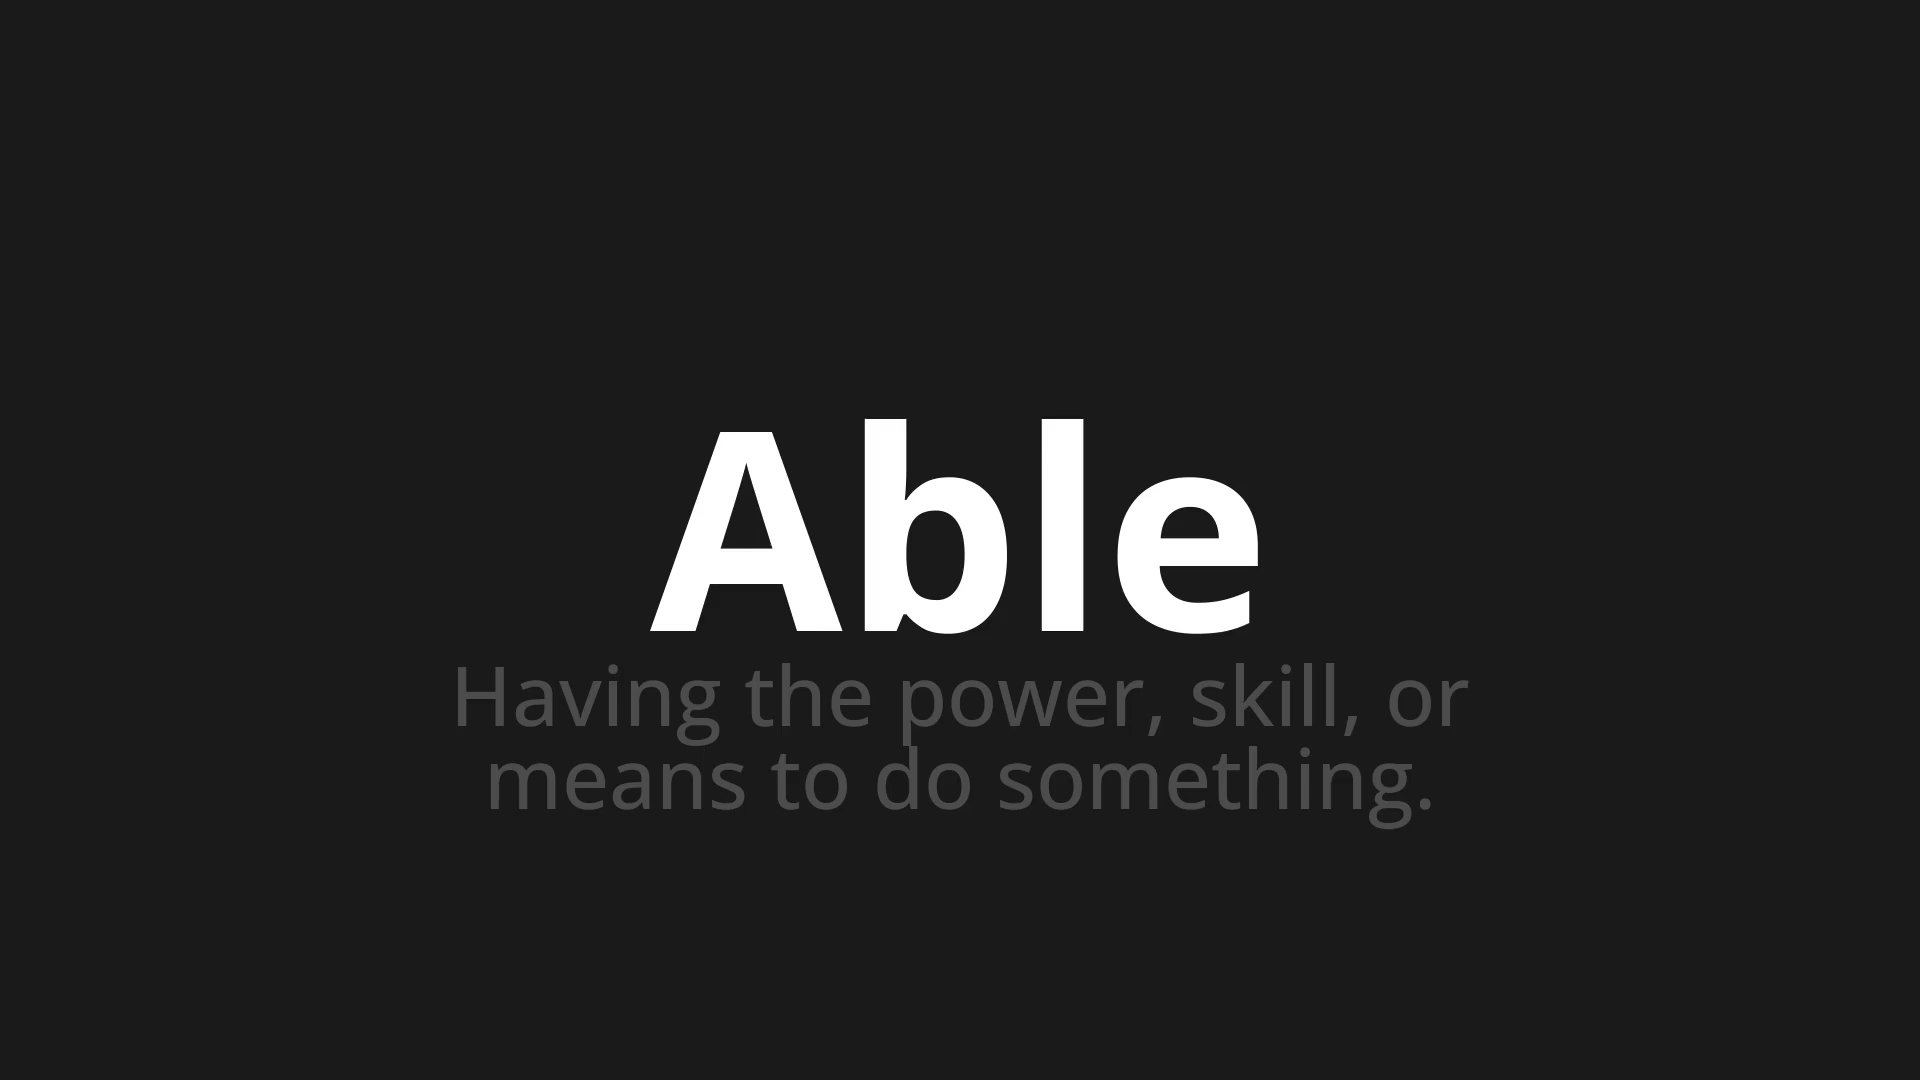 Able
Having the power, skill, or
means to do something.